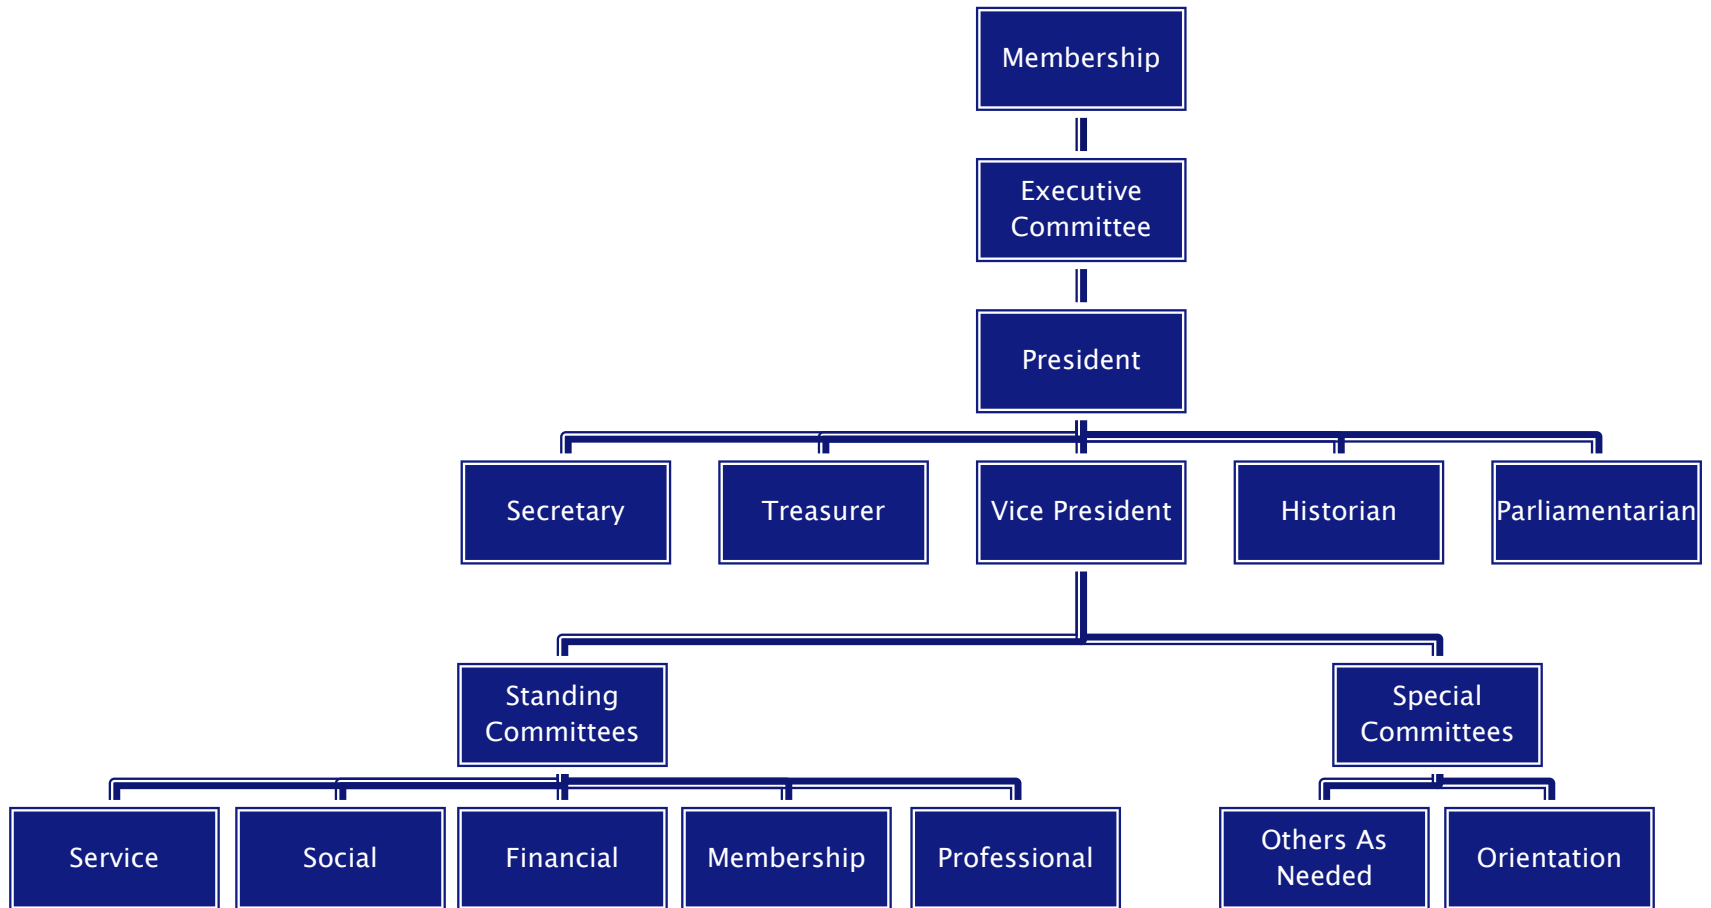 Membership
Executive
Committee
President
Secretary
Treasurer
Vice President
Historian
Parliamentarian
Standing
Committees
Special
Committees
Service
Social
Financial
Membership
Professional
Others As
Needed
Orientation